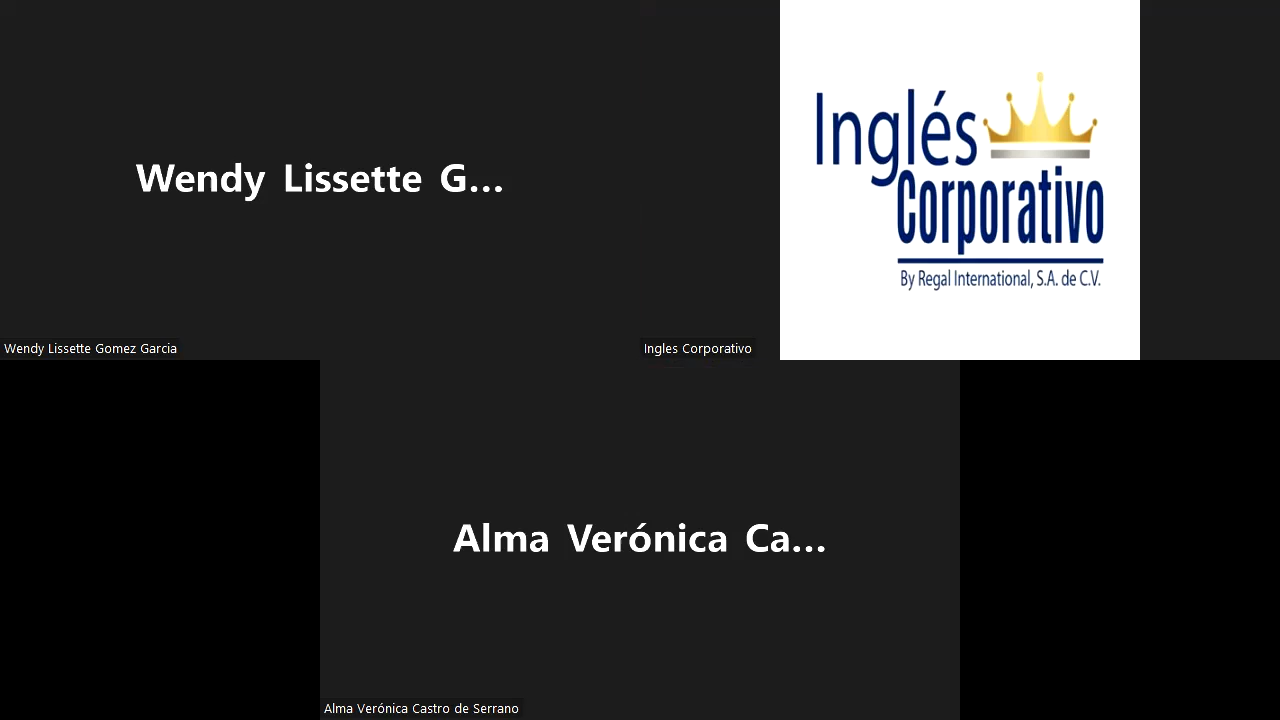 Wendy Lissette G...
Wendy Lissette Gomez Garcia
Inglés
Corporativo
By Regal International, S.A. de C.V.
Ingles Corporativo
Alma Verónica Ca...
Alma Verónica Castro de Serrano